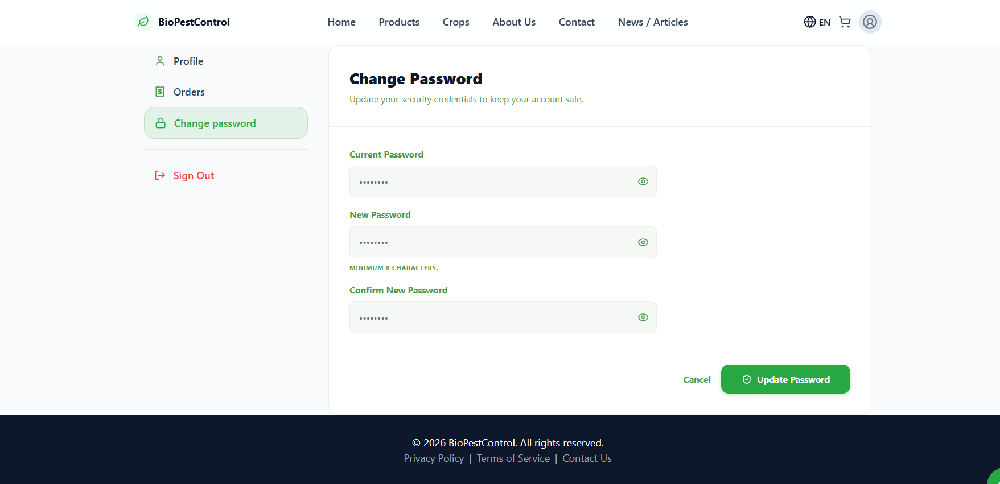 BioPestControl
Home
Products
Crops
About Us
Contact
News / Articles
EN
Profile
Orders
Change password
Sign Out
Change Password
Update your security credentials to keep your account safe.
Current Password
••••••••
New Password
••••••••
MINIMUM 8 CHARACTERS.
Confirm New Password
••••••••
Cancel
Update Password
© 2026 BioPestControl. All rights reserved.
Privacy Policy | Terms of Service | Contact Us